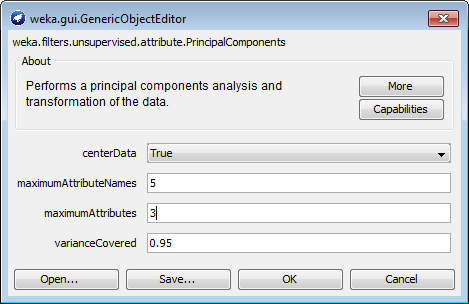 weka.gui.GenericObjectEditor
weka.filters.unsupervised.attribute.PrincipalComponents
About
Performs a principal components analysis and
transformation of the data.
More
Capabilities
centerData True
maximumAttributeNames 5
maximumAttributes 3
varianceCovered 0.95
Open... Save... OK Cancel